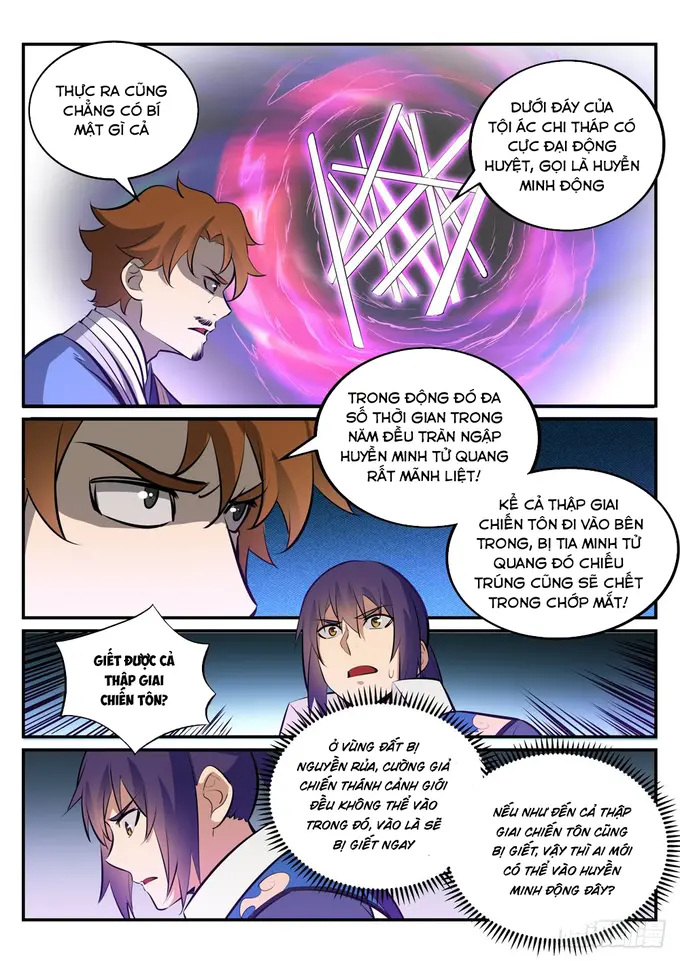 THỰC RA CŨNG
CHẲNG CÓ BÍ
MẬT GÌ CẢ
DƯỚI ĐÁY CỦA
TỘI ÁC CHI THÁP CÓ
CỰC ĐẠI ĐỘNG
HUYỆT, GỌI LÀ HUYỀN
MINH ĐỘNG
TRONG ĐỘNG ĐÓ ĐA
SỐ THỜI GIAN TRONG
NĂM ĐỀU TRÀN NGẬP
HUYỀN MINH TỬ QUANG
RẤT MÃNH LIỆT!
KỂ CẢ THẬP GIAI
CHIẾN TÔN ĐI VÀO BÊN
TRONG, BỊ TIA MINH TỬ
QUANG ĐÓ CHIẾU
TRÚNG CŨNG SẼ CHẾT
TRONG CHỚP MẮT!
GIẾT ĐƯỢC CẢ
THẬP GIAI
CHIẾN TÔN?
Ở VÙNG ĐẤT BỊ
NGUYỀN RỦA, CƯỜNG GIẢ
CHIẾN THÁNH CẢNH GIỚI
ĐỀU KHÔNG THỂ VÀO
TRONG ĐÓ, VÀO LÀ SẼ
BỊ GIẾT NGAY
NẾU NHƯ ĐẾN CẢ THẬP
GIAI CHIẾN TÔN CŨNG
BỊ GIẾT, VẬY THÌ AI MỚI
CÓ THỂ VÀO HUYỀN
MINH ĐỘNG ĐÂY?